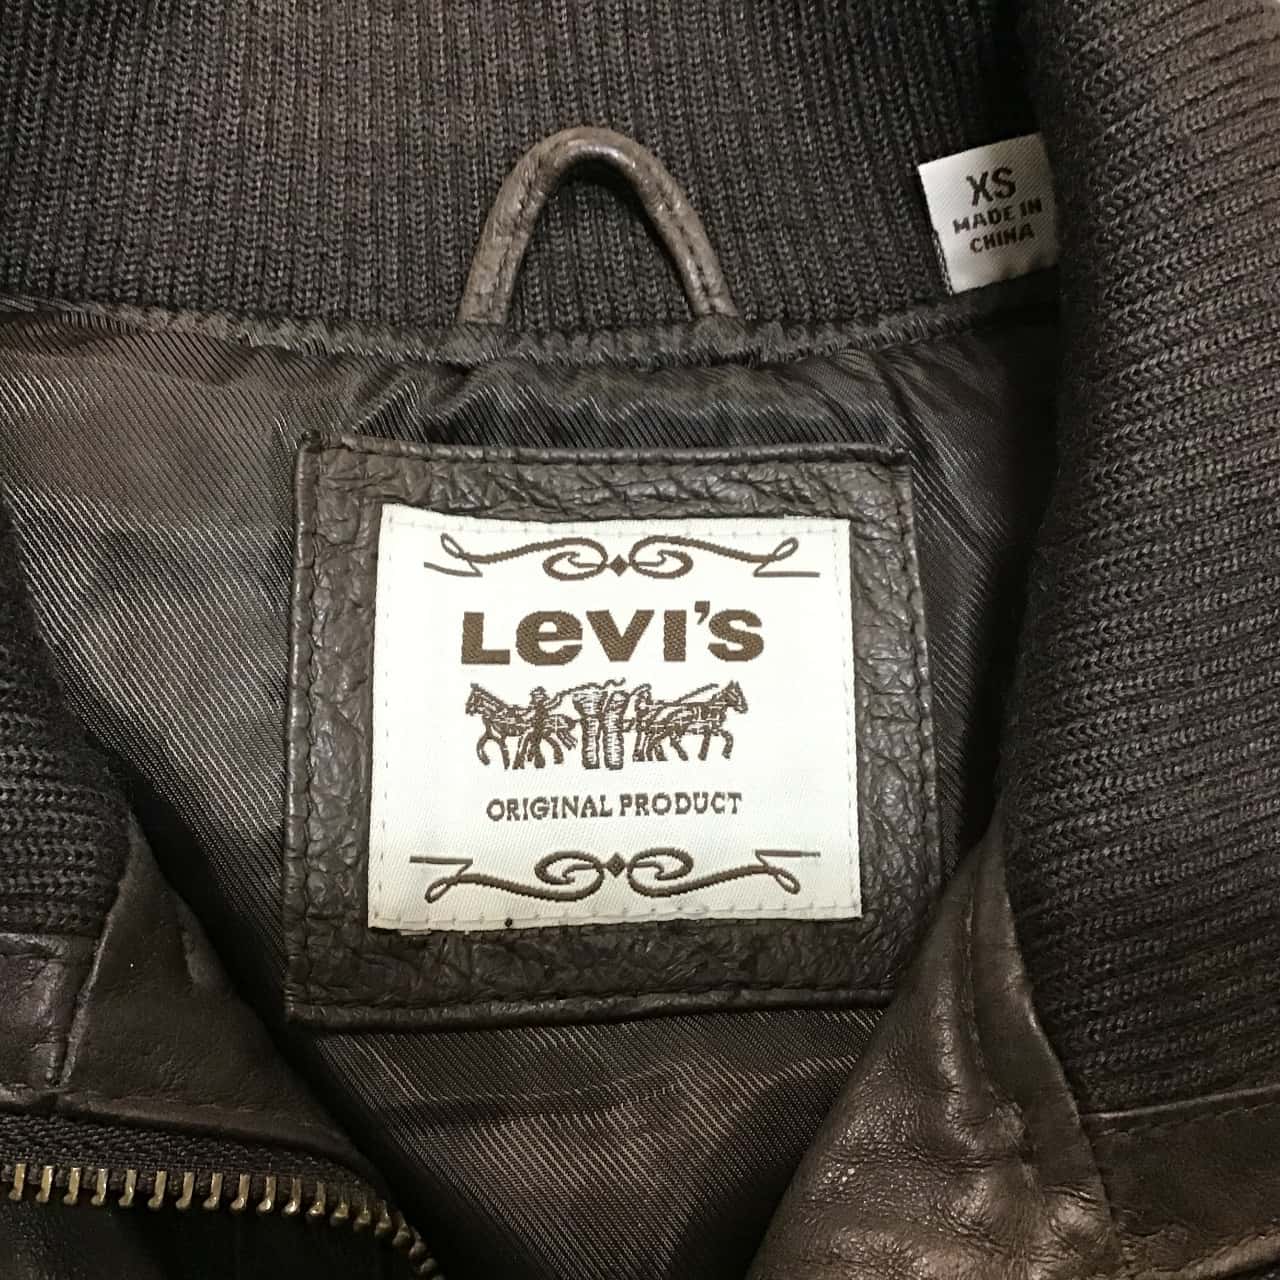 XS
MADE IN
CHINA
LeVI'S
ORIGINAL PRODUCT